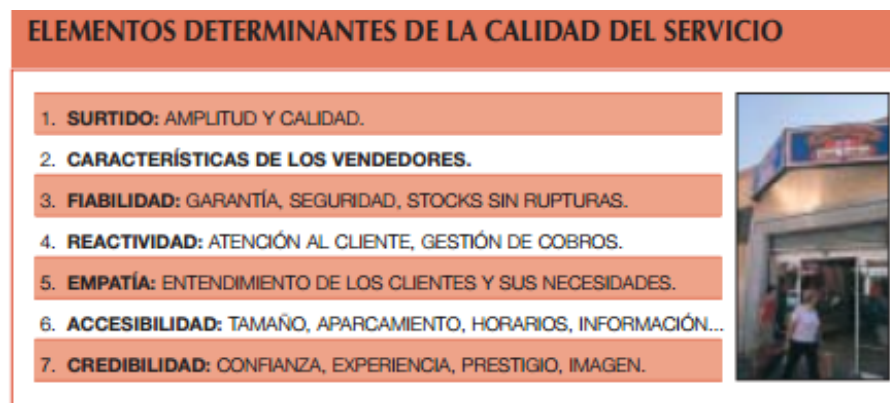 ELEMENTOS DETERMINANTES DE LA CALIDAD DEL SERVICIO
1. SURTIDO: AMPLITUD Y CALIDAD.
2. CARACTERÍSTICAS DE LOS VENDEDORES.
3. FIABILIDAD: GARANTÍA, SEGURIDAD, STOCKS SIN RUPTURAS.
4. REACTIVIDAD: ATENCIÓN AL CLIENTE, GESTIÓN DE COBROS.
5. EMPATÍA: ENTENDIMIENTO DE LOS CLIENTES Y SUS NECESIDADES.
6. ACCESIBILIDAD: TAMAÑO, APARCAMIENTO, HORARIOS, INFORMACIÓN...
7. CREDIBILIDAD: CONFIANZA, EXPERIENCIA, PRESTIGIO, IMAGEN.